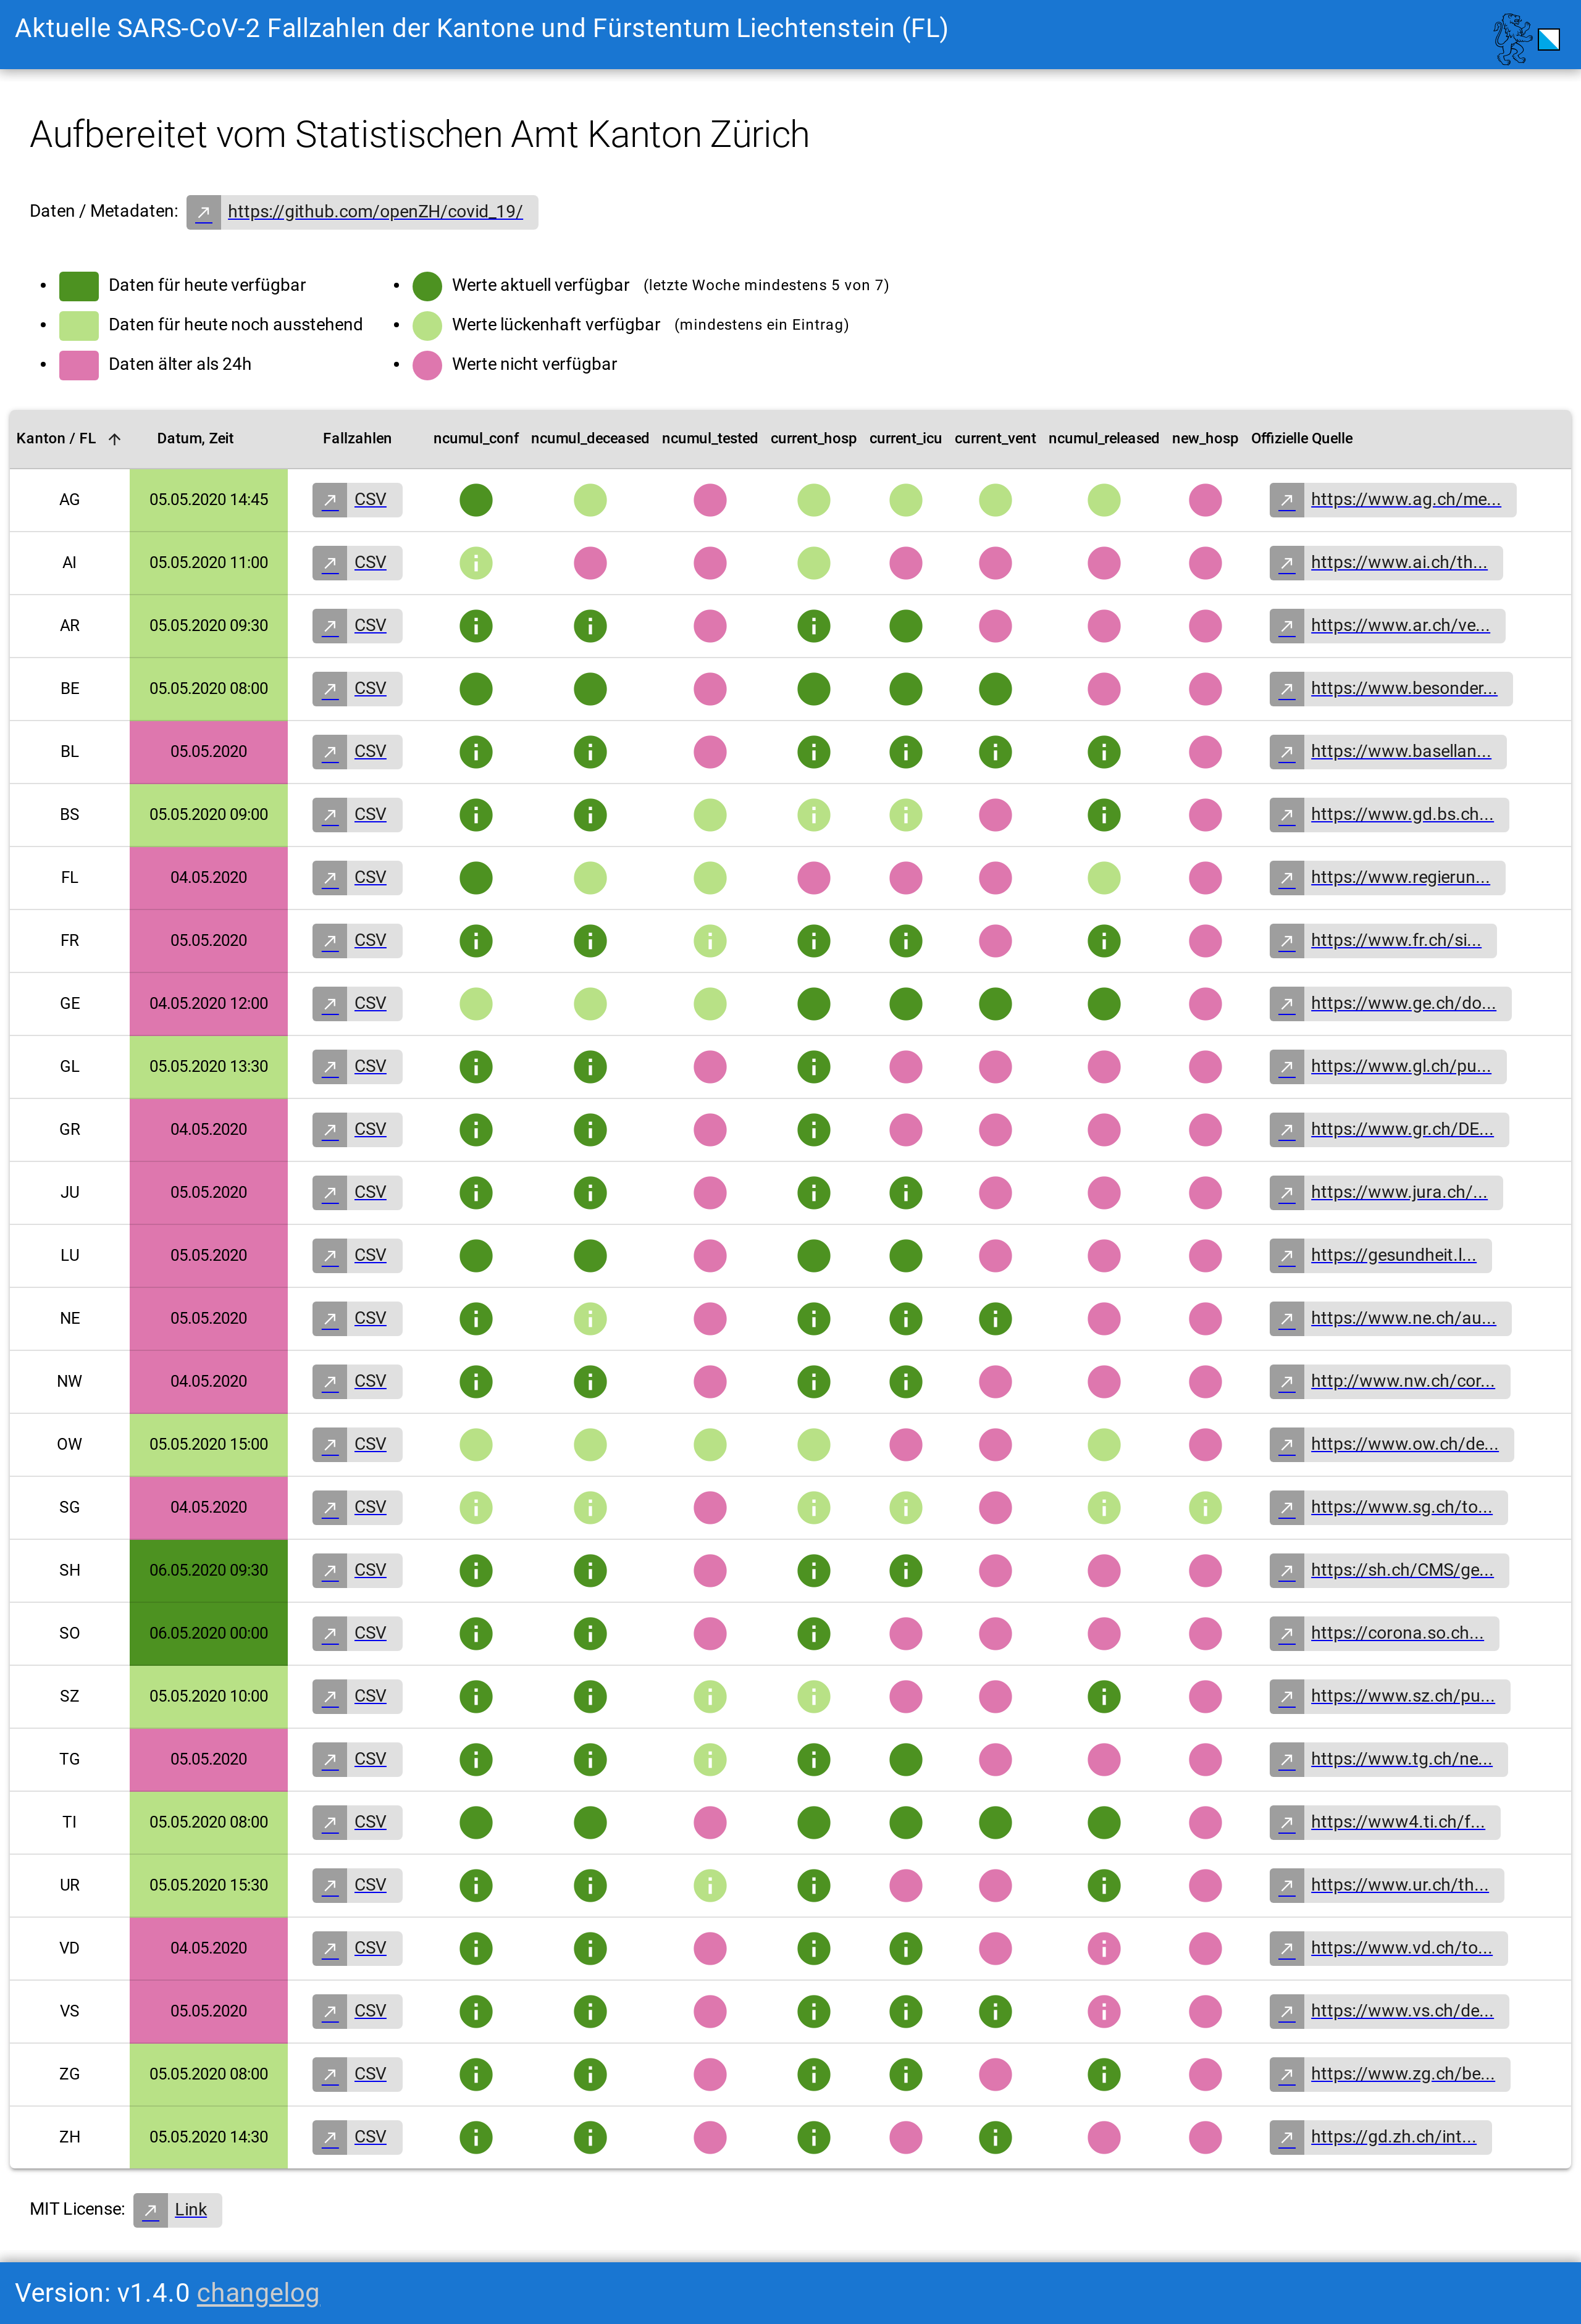 Aktuelle SARS-CoV-2 Fallzahlen der Kantone und Fürstentum Liechtenstein (FL)
Aufbereitet vom Statistischen Amt Kanton Zürich
Daten / Metadaten: https://github.com/openZH/covid_19/
Daten für heute verfügbar Werte aktuell verfügbar (letzte Woche mindestens 5 von 7)
Daten für heute noch ausstehend Werte lückenhaft verfügbar (mindestens ein Eintrag)
Daten älter als 24h Werte nicht verfügbar
Kanton / FL Datum, Zeit Fallzahlen ncumul_conf ncumul_deceased ncumul_tested current_hosp current_icu current_vent ncumul_released new_hosp Offizielle Quelle
AG 05.05.2020 14:45 CSV https://www.ag.ch/me...
AI 05.05.2020 11:00 CSV https://www.ai.ch/th...
AR 05.05.2020 09:30 CSV https://www.ar.ch/ve...
BE 05.05.2020 08:00 CSV https://www.besonder...
BL 05.05.2020 CSV https://www.basellan...
BS 05.05.2020 09:00 CSV https://www.gd.bs.ch...
FL 04.05.2020 CSV https://www.regierun...
FR 05.05.2020 CSV https://www.fr.ch/si...
GE 04.05.2020 12:00 CSV https://www.ge.ch/do...
GL 05.05.2020 13:30 CSV https://www.gl.ch/pu...
GR 04.05.2020 CSV https://www.gr.ch/DE...
JU 05.05.2020 CSV https://www.jura.ch/...
LU 05.05.2020 CSV https://gesundheit.l...
NE 05.05.2020 CSV https://www.ne.ch/au...
NW 04.05.2020 CSV http://www.nw.ch/cor...
OW 05.05.2020 15:00 CSV https://www.ow.ch/de...
SG 04.05.2020 CSV https://www.sg.ch/to...
SH 06.05.2020 09:30 CSV https://sh.ch/CMS/ge...
SO 06.05.2020 00:00 CSV https://corona.so.ch...
SZ 05.05.2020 10:00 CSV https://www.sz.ch/pu...
TG 05.05.2020 CSV https://www.tg.ch/ne...
TI 05.05.2020 08:00 CSV https://www4.ti.ch/f...
UR 05.05.2020 15:30 CSV https://www.ur.ch/th...
VD 04.05.2020 CSV https://www.vd.ch/to...
VS 05.05.2020 CSV https://www.vs.ch/de...
ZG 05.05.2020 08:00 CSV https://www.zg.ch/be...
ZH 05.05.2020 14:30 CSV https://gd.zh.ch/int...
MIT License: Link
Version: v1.4.0 changelog